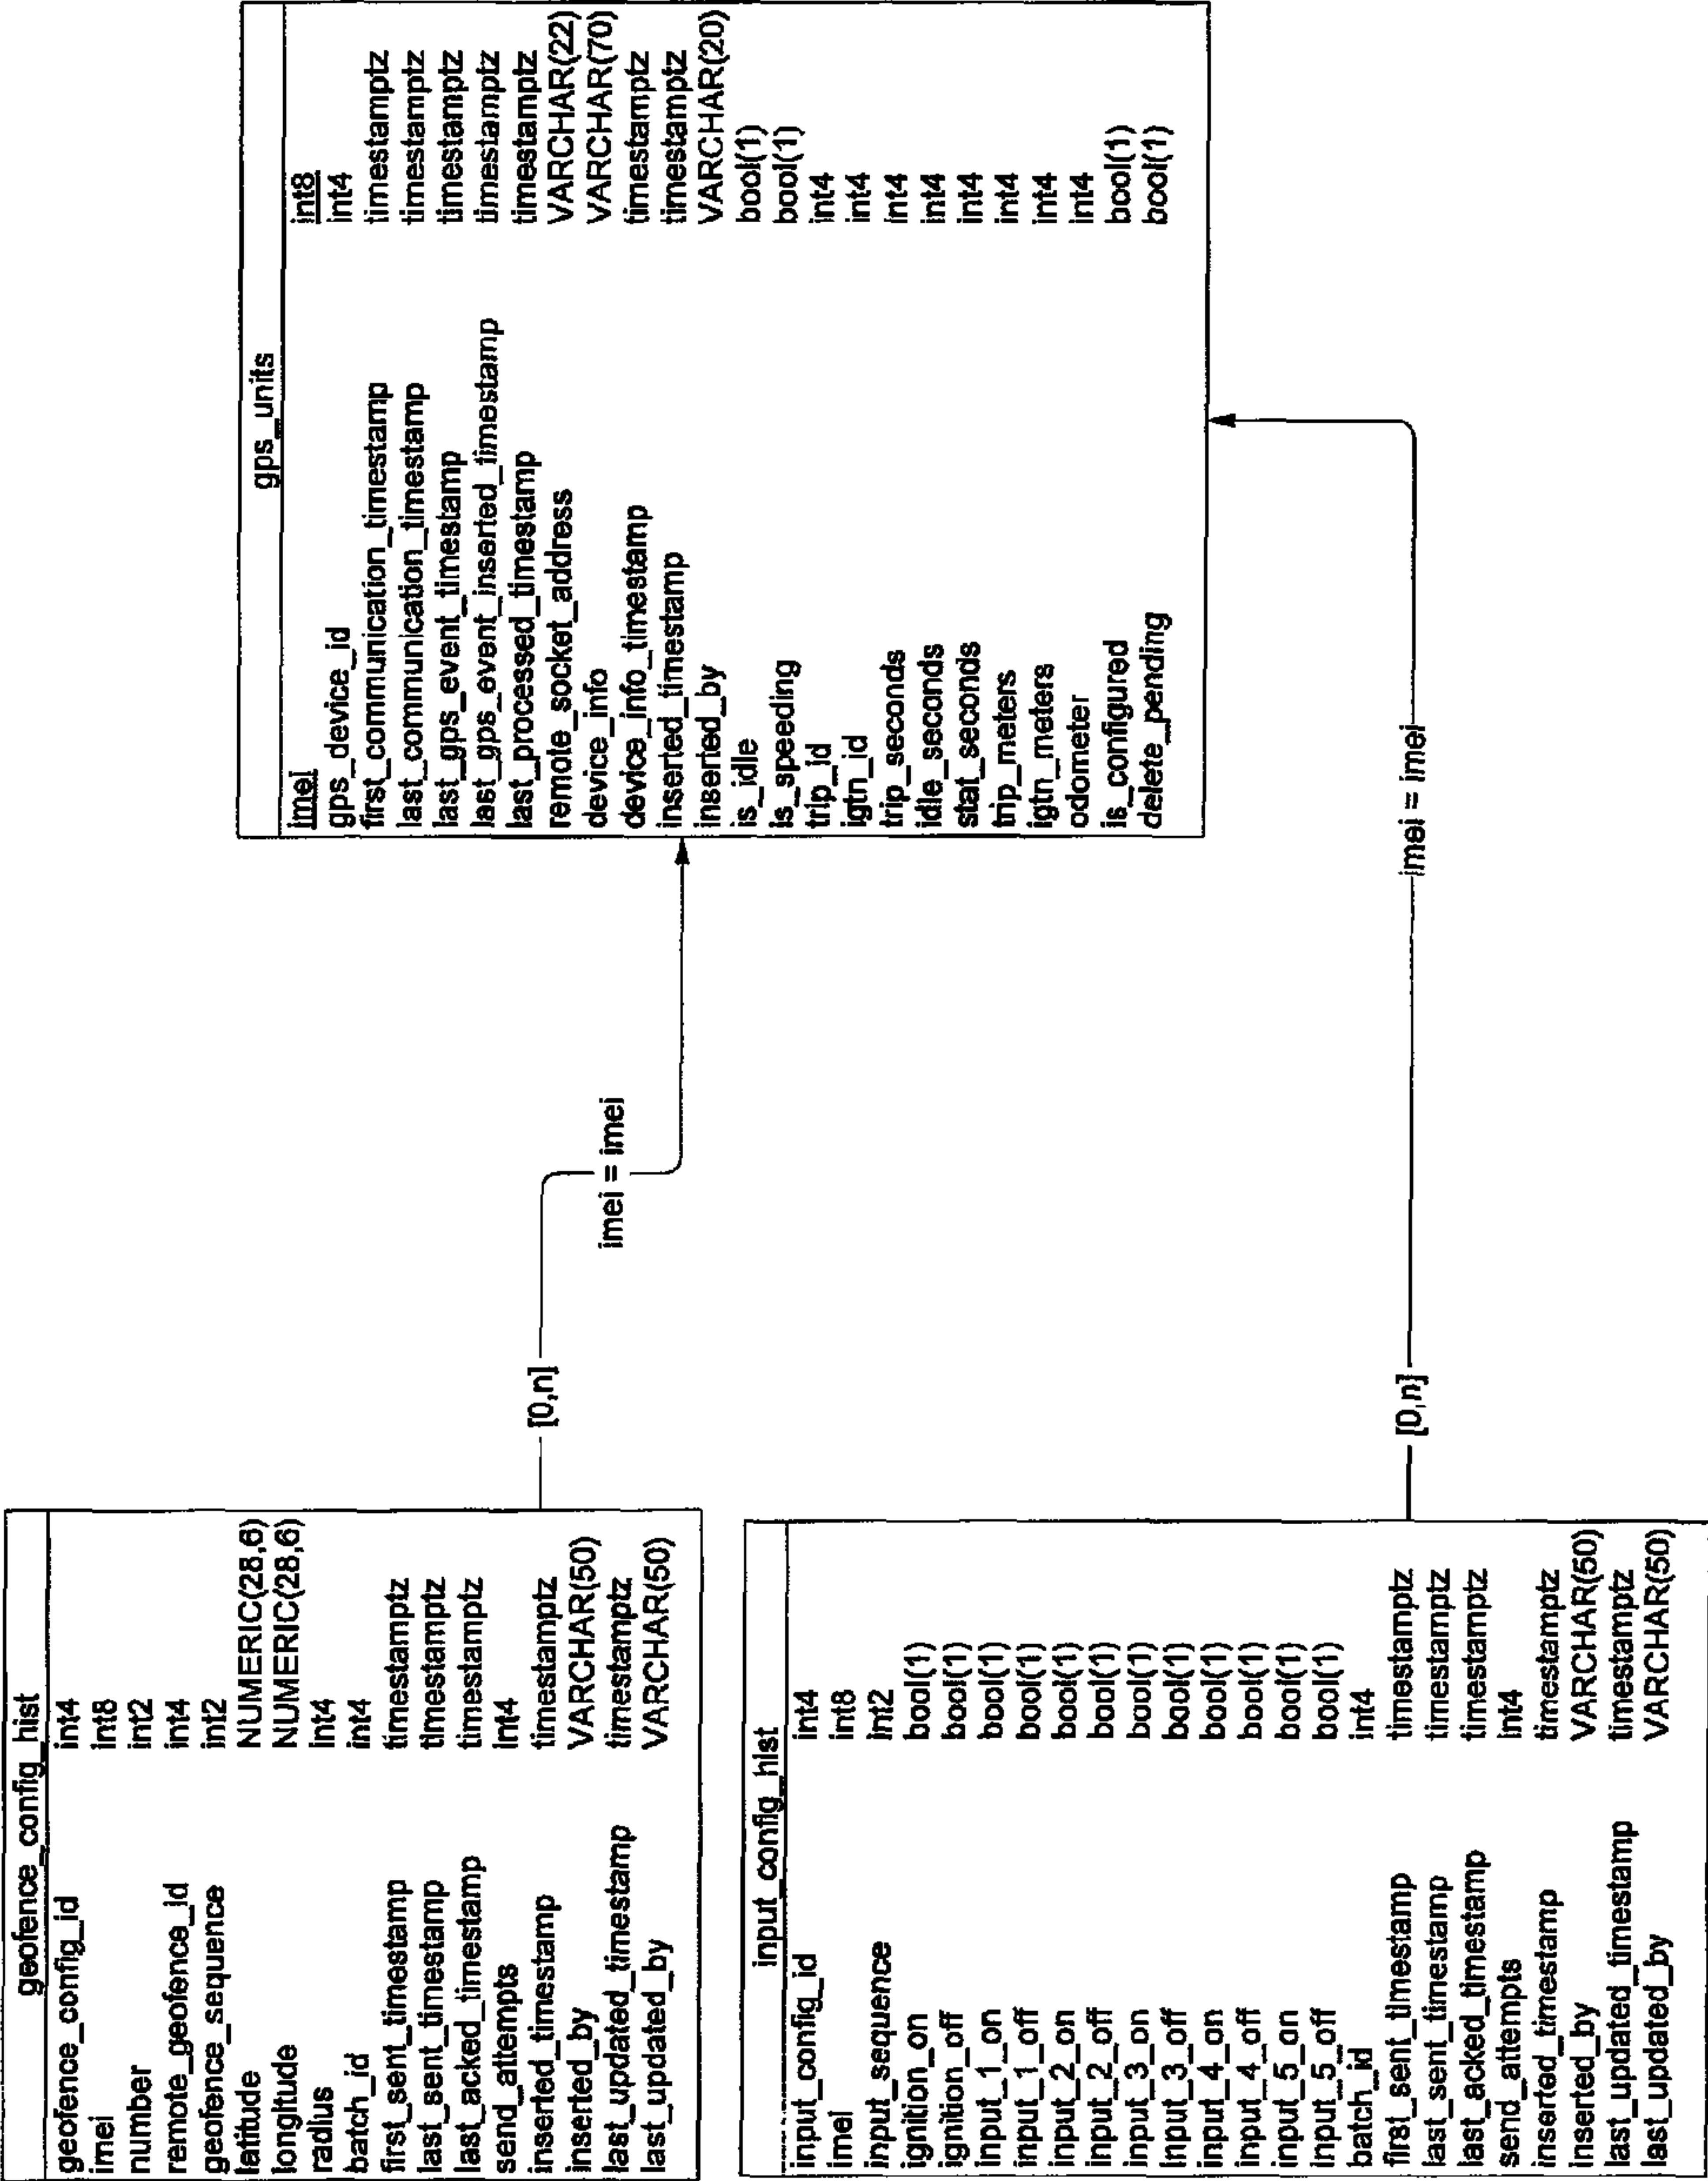 geofence_config_hist
geofence_config_id int4
imei int8
number int2
remote_geofence_id int4
geofence_sequence int2
latitude NUMERIC(28,6)
longitude NUMERIC(28,6)
radius int4
batch_id int4
first_sent_timestamp timestamptz
last_sent_timestamp timestamptz
last_acked_timestamp timestamptz
send_attempts int4
inserted_timestamp timestamptz
inserted_by VARCHAR(50)
last_updated_timestamp timestamptz
last_updated_by VARCHAR(50)
[0,n]
imei = imei
gps_units
imei int8
gps_device_id int4
first_communication_timestamp timestamptz
last_communication_timestamp timestamptz
last_gps_event_timestamp timestamptz
last_gps_event_inserted_timestamp timestamptz
last_processed_timestamp timestamptz
remote_socket_address VARCHAR(22)
device_info VARCHAR(70)
device_info_timestamp timestamptz
inserted_timestamp timestamptz
inserted_by VARCHAR(20)
is_idle bool(1)
is_speeding bool(1)
trip_id int4
igtn_id int4
trip_seconds int4
idle_seconds int4
stat_seconds int4
trip_meters int4
igtn_meters int4
odometer int4
is_configured bool(1)
delete_pending bool(1)
input_config_hist
input_config_id int4
imei int8
input_sequence int2
ignition_on bool(1)
ignition_off bool(1)
input_1_on bool(1)
input_1_off bool(1)
input_2_on bool(1)
input_2_off bool(1)
input_3_on bool(1)
input_3_off bool(1)
input_4_on bool(1)
input_4_off bool(1)
input_5_on bool(1)
input_5_off bool(1)
batch_id int4
first_sent_timestamp timestamptz
last_sent_timestamp timestamptz
last_acked_timestamp timestamptz
send_attempts int4
inserted_timestamp timestamptz
inserted_by VARCHAR(50)
last_updated_timestamp timestamptz
last_updated_by VARCHAR(50)
[0,n]
imei = imei